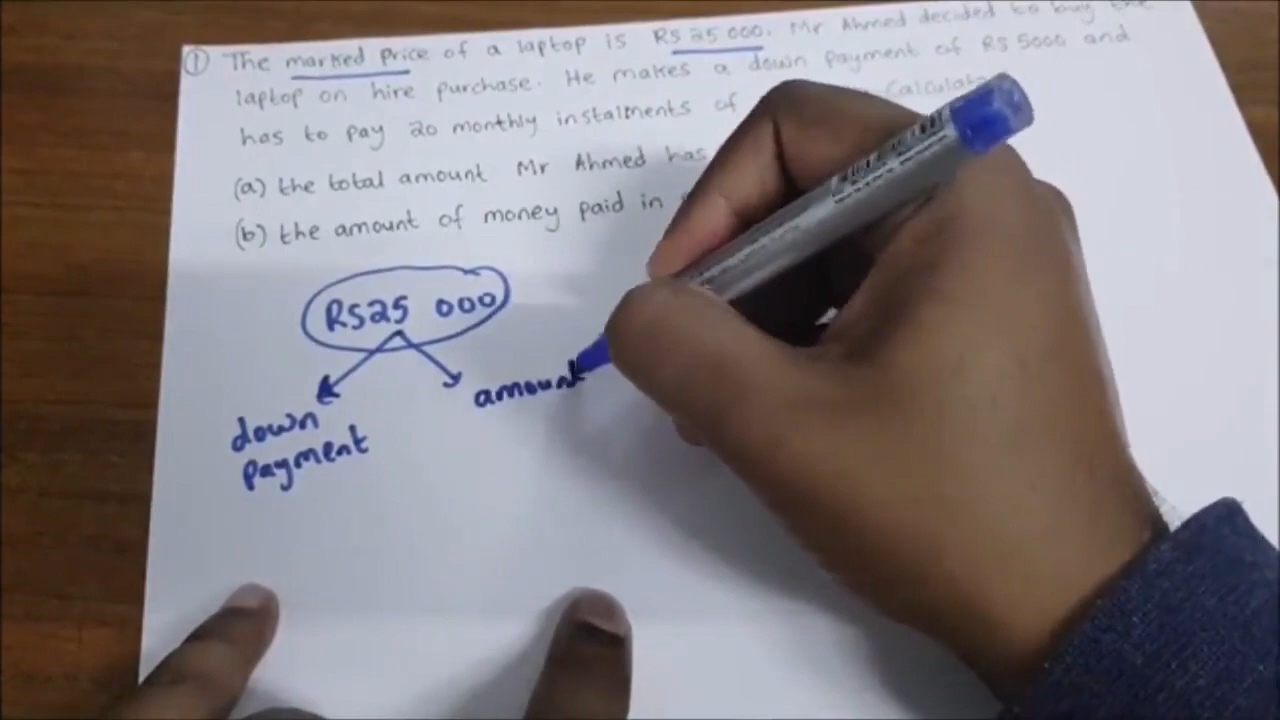 ① The marked price of a laptop is RS 25 000. Mr Ahmed decided to buy the
laptop on hire purchase. He makes a down payment of RS 5000 and
has to pay 20 monthly instalments of Calculate
(a) the total amount Mr Ahmed has
(b) the amount of money paid in
RS25 000
down
payment
amount